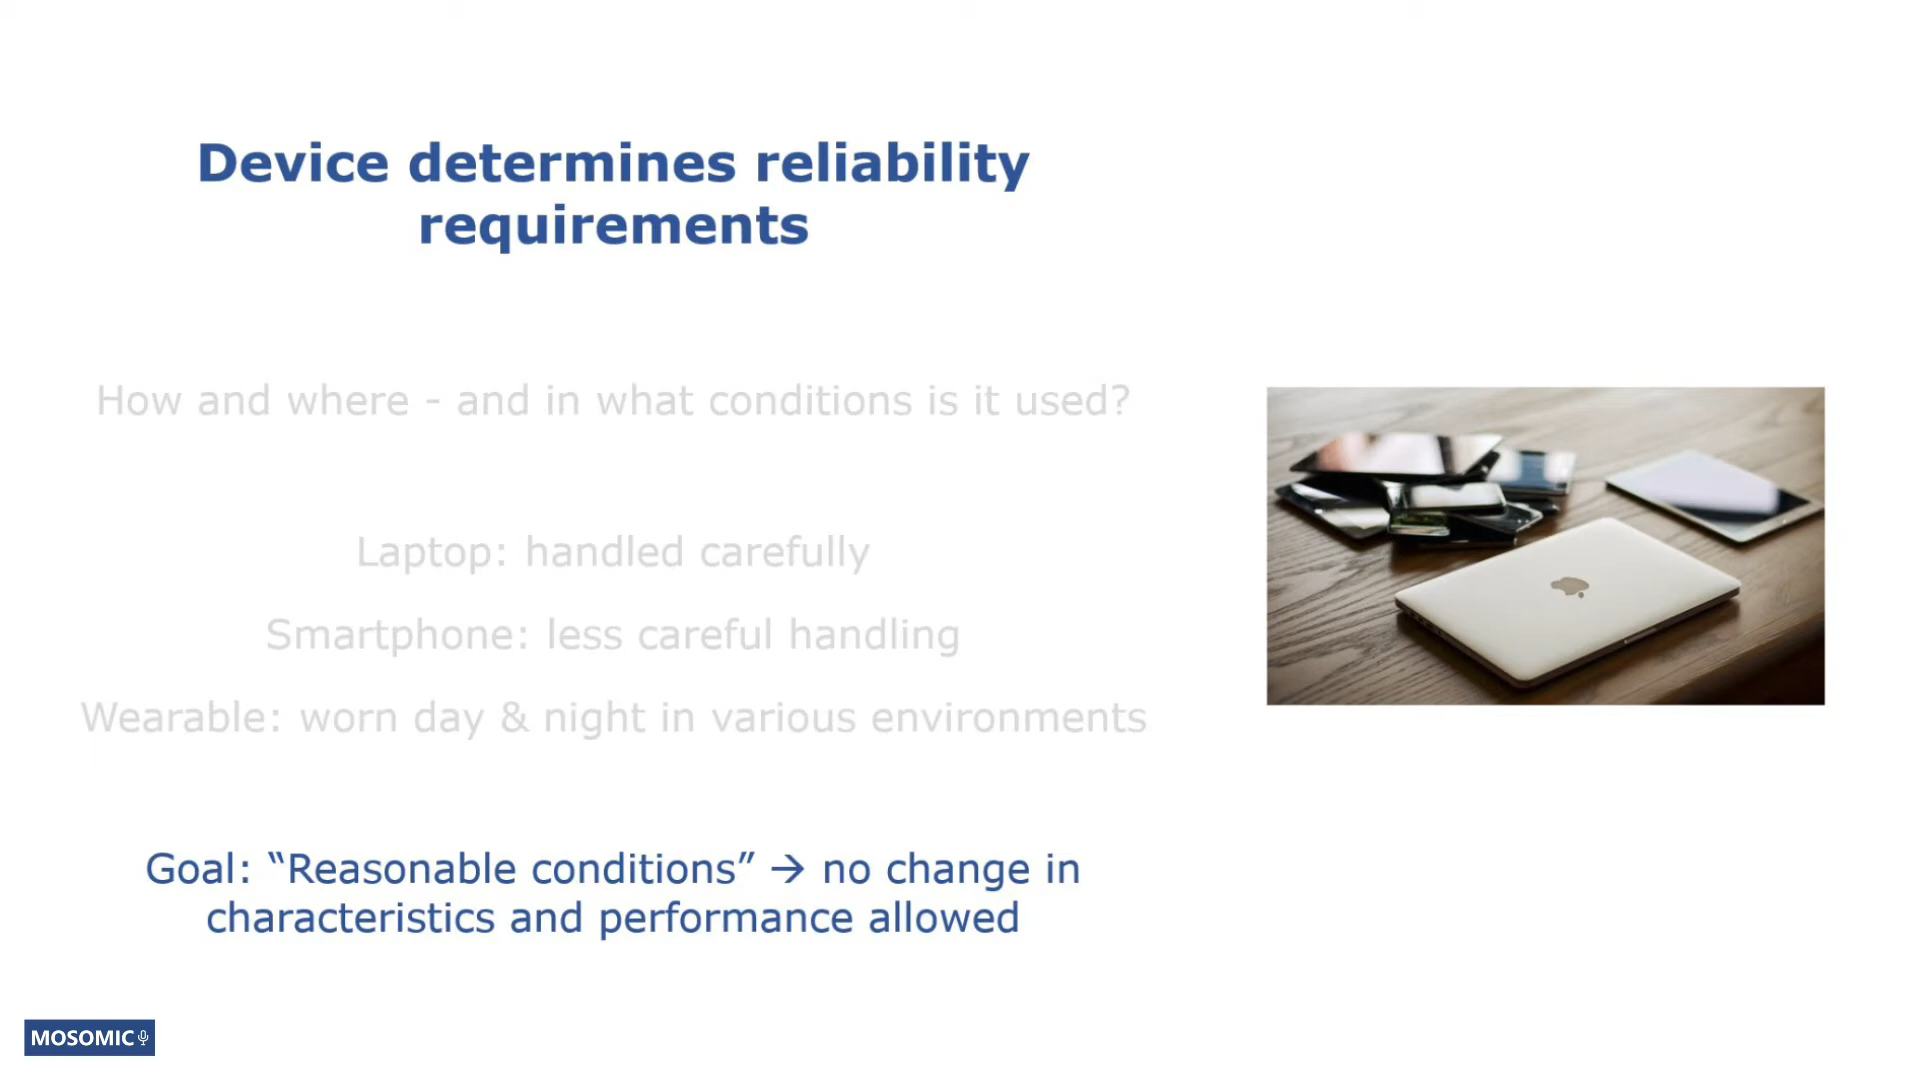 Device determines reliability
requirements
How and where - and in what conditions is it used?
Laptop: handled carefully
Smartphone: less careful handling
Wearable: worn day & night in various environments
Goal: “Reasonable conditions” → no change in
characteristics and performance allowed
MOSOMIC